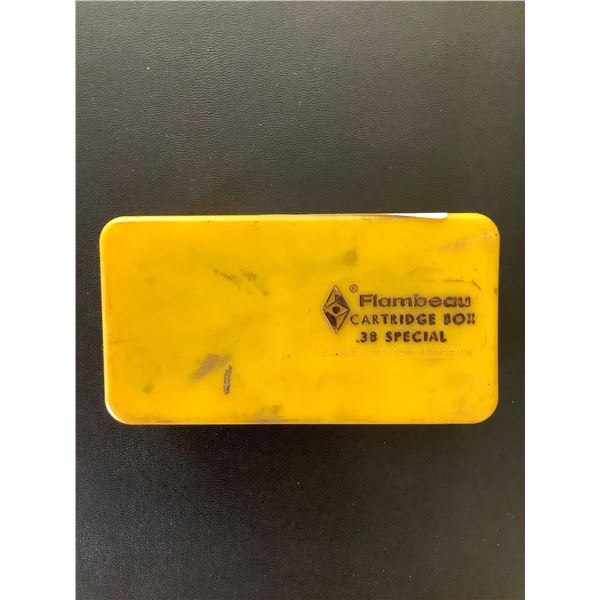 ® Flambeau
CARTRIDGE BOX
.38 SPECIAL